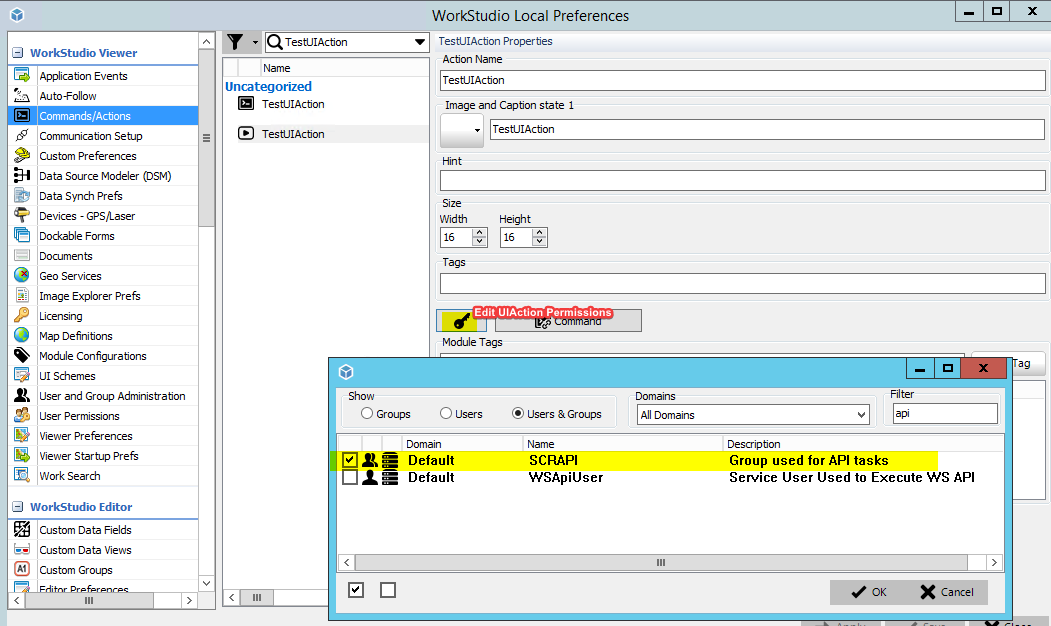 WorkStudio Local Preferences
WorkStudio Viewer
Application Events
Auto-Follow
Commands/Actions
Communication Setup
Custom Preferences
Data Source Modeler (DSM)
Data Synch Prefs
Devices - GPS/Laser
Dockable Forms
Documents
Geo Services
Image Explorer Prefs
Licensing
Map Definitions
Module Configurations
UI Schemes
User and Group Administration
User Permissions
Viewer Preferences
Viewer Startup Prefs
Work Search
WorkStudio Editor
Custom Data Fields
Custom Data Views
Custom Groups
Editor Preferences
TestUIAction
Name
Uncategorized
TestUIAction
TestUIAction
TestUIAction Properties
Action Name
TestUIAction
Image and Caption state 1
TestUIAction
Hint
Size
Width Height
16 16
Tags
Edit UIAction Permissions
Command
Module Tags
Tag
Show
Groups Users Users & Groups
Domains
All Domains
Filter
api
Domain Name Description
Default SCRAPI Group used for API tasks
Default WSApiUser Service User Used to Execute WS API
OK Cancel
Apply Save Close